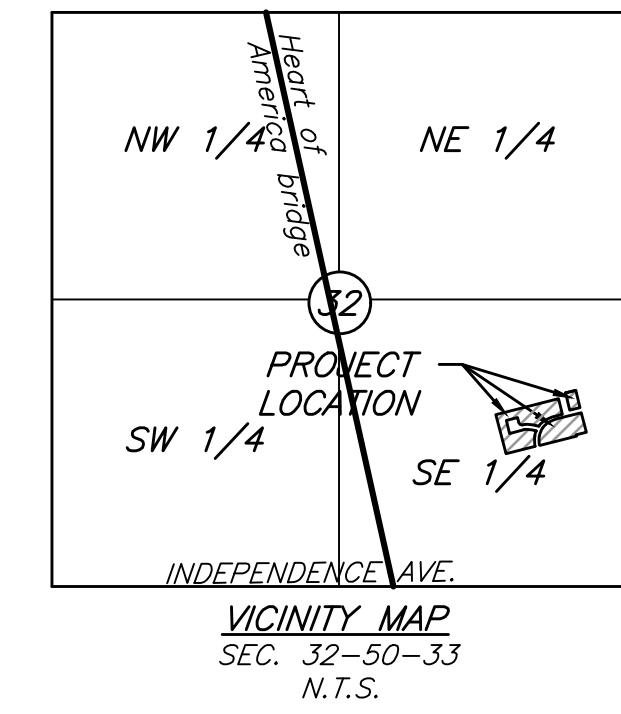 Heart of
America bridge
NW 1/4
NE 1/4
32
PROJECT
LOCATION
SW 1/4
SE 1/4
INDEPENDENCE AVE.
VICINITY MAP
SEC. 32-50-33
N.T.S.